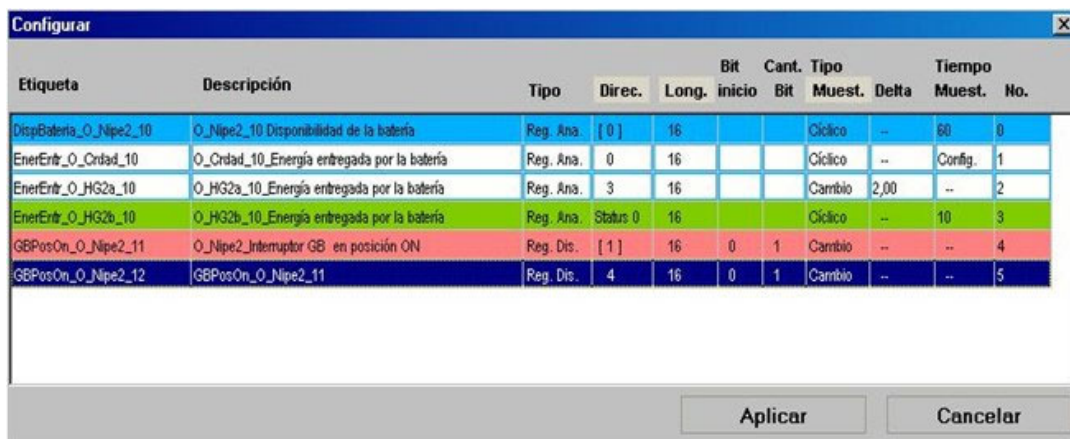 Configurar
Bit Cant. Tipo Tiempo
Etiqueta Descripción Tipo Direc. Long. inicio Bit Muest. Delta Muest. No.
DispBateria_O_Nipe2_10 O_Nipe2_10 Disponibilidad de la batería Reg. Ana. [ 0 ] 16 Cíclico -- 60 0
EnerEntr_O_Crdad_10 O_Crdad_10_Energía entregada por la batería Reg. Ana. 0 16 Cíclico -- Config. 1
EnerEntr_O_HG2a_10 O_HG2a_10_Energía entregada por la batería Reg. Ana. 3 16 Cambio 2,00 -- 2
EnerEntr_O_HG2b_10 O_HG2b_10_Energía entregada por la batería Reg. Ana. Status 0 16 Cíclico -- 10 3
GBPosOn_O_Nipe2_11 O_Nipe2_Interruptor GB en posición ON Reg. Dis. [ 1 ] 16 0 1 Cambio -- -- 4
GBPosOn_O_Nipe2_12 GBPosOn_O_Nipe2_11 Reg. Dis. 4 16 0 1 Cambio -- -- 5
Aplicar Cancelar